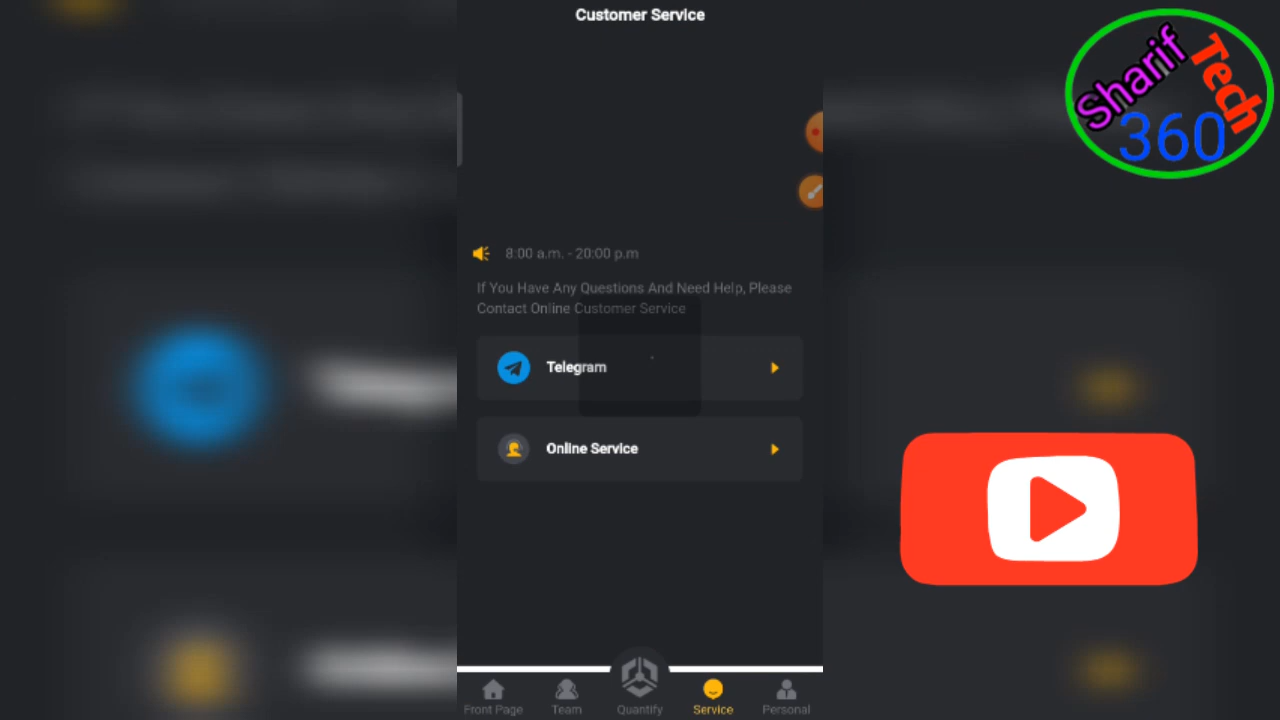 Customer Service
Sharif Tech
360
8:00 a.m. - 20:00 p.m
If You Have Any Questions And Need Help, Please
Contact Online Customer Service
Telegram
Online Service
Front Page
Team
Quantify
Service
Personal